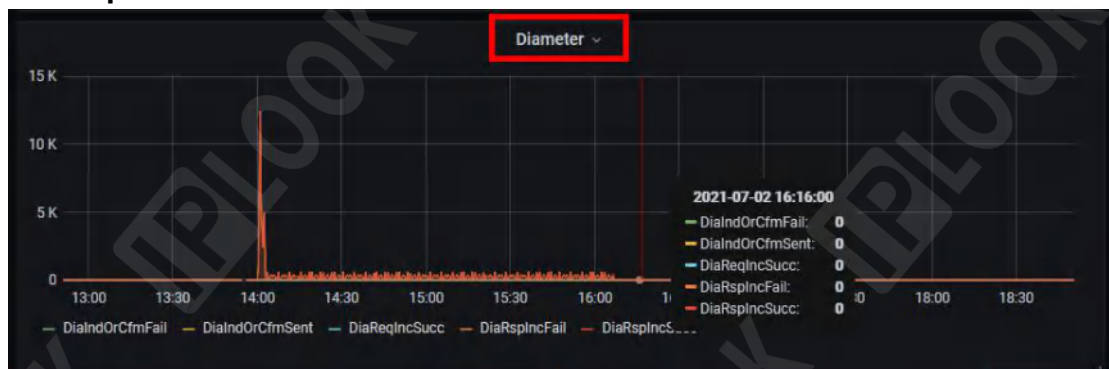 Diameter
15 K
10 K
5 K
0
2021-07-02 16:16:00
DiaIndOrCfmFail: 0
DiaIndOrCfmSent: 0
DiaReqIncSucc: 0
DiaRspIncFail: 0
DiaRspIncSucc: 0
13:00 13:30 14:00 14:30 15:00 15:30 16:00 18:00 18:30
DiaIndOrCfmFail DiaIndOrCfmSent DiaReqIncSucc DiaRspIncFail
IPLOOK
IPLOOK